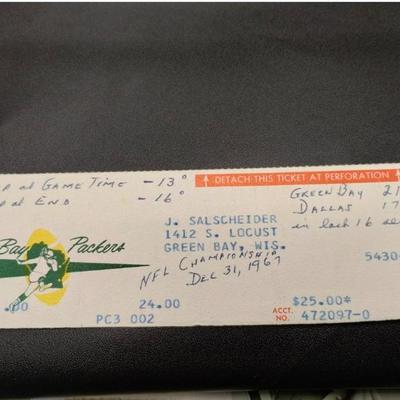 at GAME TIME -13°
at END -16°
DETACH THIS TICKET AT PERFORATION
GREEN BAY 21
DALLAS 17
in last 16 se
J. SALSCHEIDER
1412 S. LOCUST
GREEN BAY, WIS.
Bay Packers
NFL CHAMPIONSHIP
DEC 31, 1967
5430
.00
24.00
$25.00*
PC3 002
ACCT. NO. 472097-0